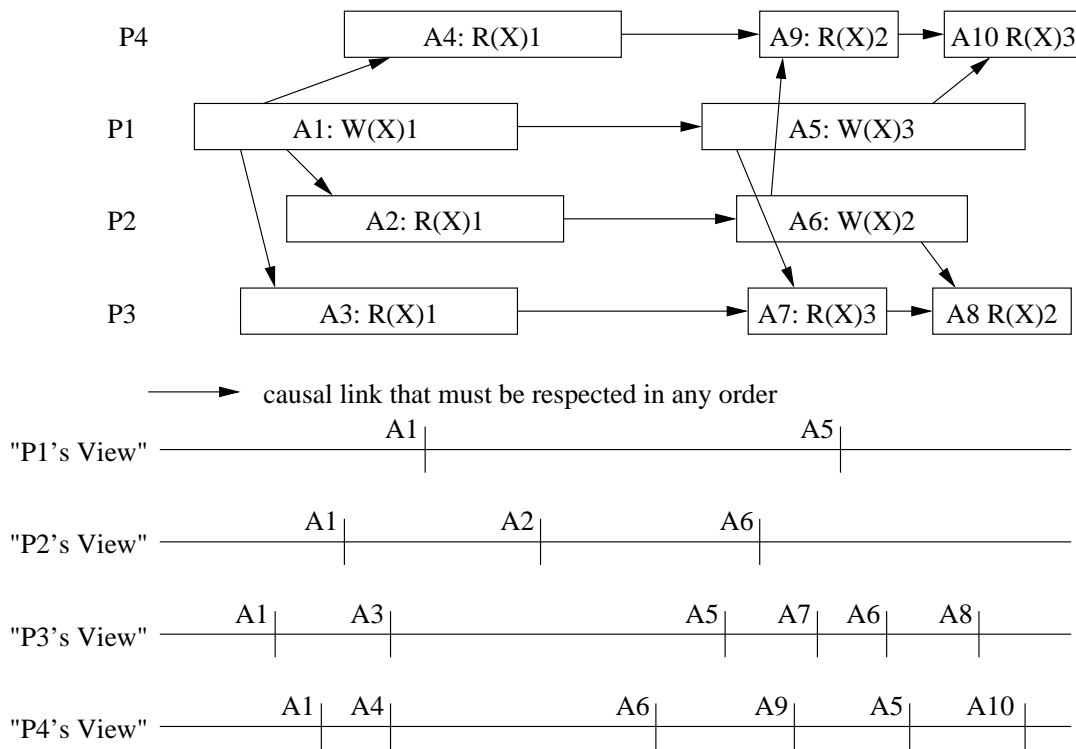 P4 A4: R(X)1 A9: R(X)2 A10 R(X)3
P1 A1: W(X)1 A5: W(X)3
P2 A2: R(X)1 A6: W(X)2
P3 A3: R(X)1 A7: R(X)3 A8 R(X)2
causal link that must be respected in any order
"P1's View" A1 A5
"P2's View" A1 A2 A6
"P3's View" A1 A3 A5 A7 A6 A8
"P4's View" A1 A4 A6 A9 A5 A10